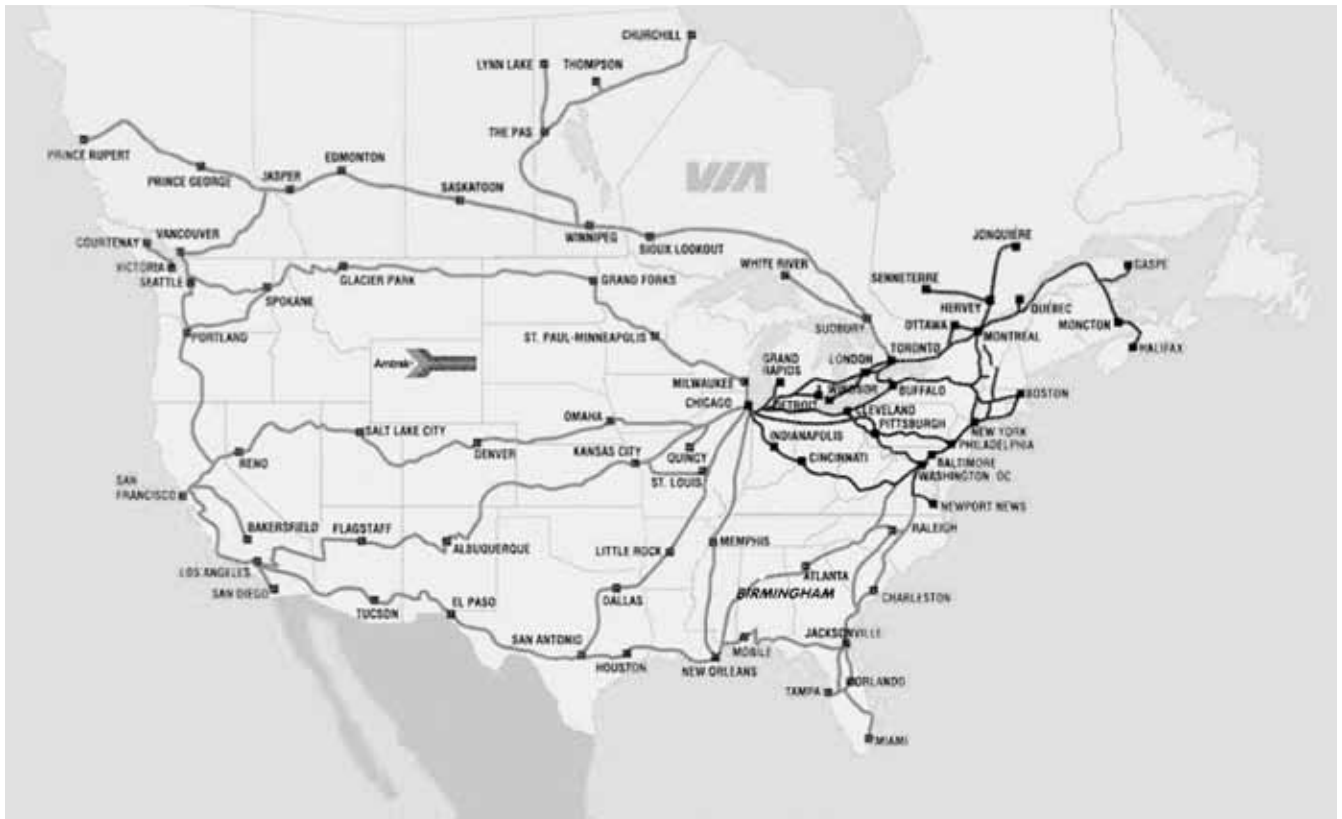 CHURCHILL
LYNN LAKE
THOMPSON
THE PAS
PRINCE RUPERT
PRINCE GEORGE
JASPER
EDMONTON
SASKATOON
VIA
WINNIPEG
SIOUX LOOKOUT
COURTENAY
VANCOUVER
VICTORIA
SEATTLE
SPOKANE
GLACIER PARK
GRAND FORKS
WHITE RIVER
JONQUIÈRE
SENNETERRE
GASPE
HERVEY
QUÉBEC
OTTAWA
MONCTON
MONTREAL
HALIFAX
SUDBURY
PORTLAND
ST. PAUL-MINNEAPOLIS
Amtrak
TORONTO
LONDON
GRAND
RAPIDS
MILWAUKEE
WINDSOR
BUFFALO
BOSTON
CHICAGO
DETROIT
CLEVELAND
PITTSBURGH
NEW YORK
PHILADELPHIA
OMAHA
SALT LAKE CITY
DENVER
RENO
KANSAS CITY
QUINCY
INDIANAPOLIS
CINCINNATI
BALTIMORE
WASHINGTON DC
ST. LOUIS
SAN
FRANCISCO
NEWPORT NEWS
BAKERSFIELD
FLAGSTAFF
ALBUQUERQUE
LITTLE ROCK
MEMPHIS
RALEIGH
LOS ANGELES
SAN DIEGO
TUCSON
EL PASO
DALLAS
ATLANTA
BIRMINGHAM
CHARLESTON
SAN ANTONIO
HOUSTON
NEW ORLEANS
MOBILE
JACKSONVILLE
TAMPA
ORLANDO
MIAMI